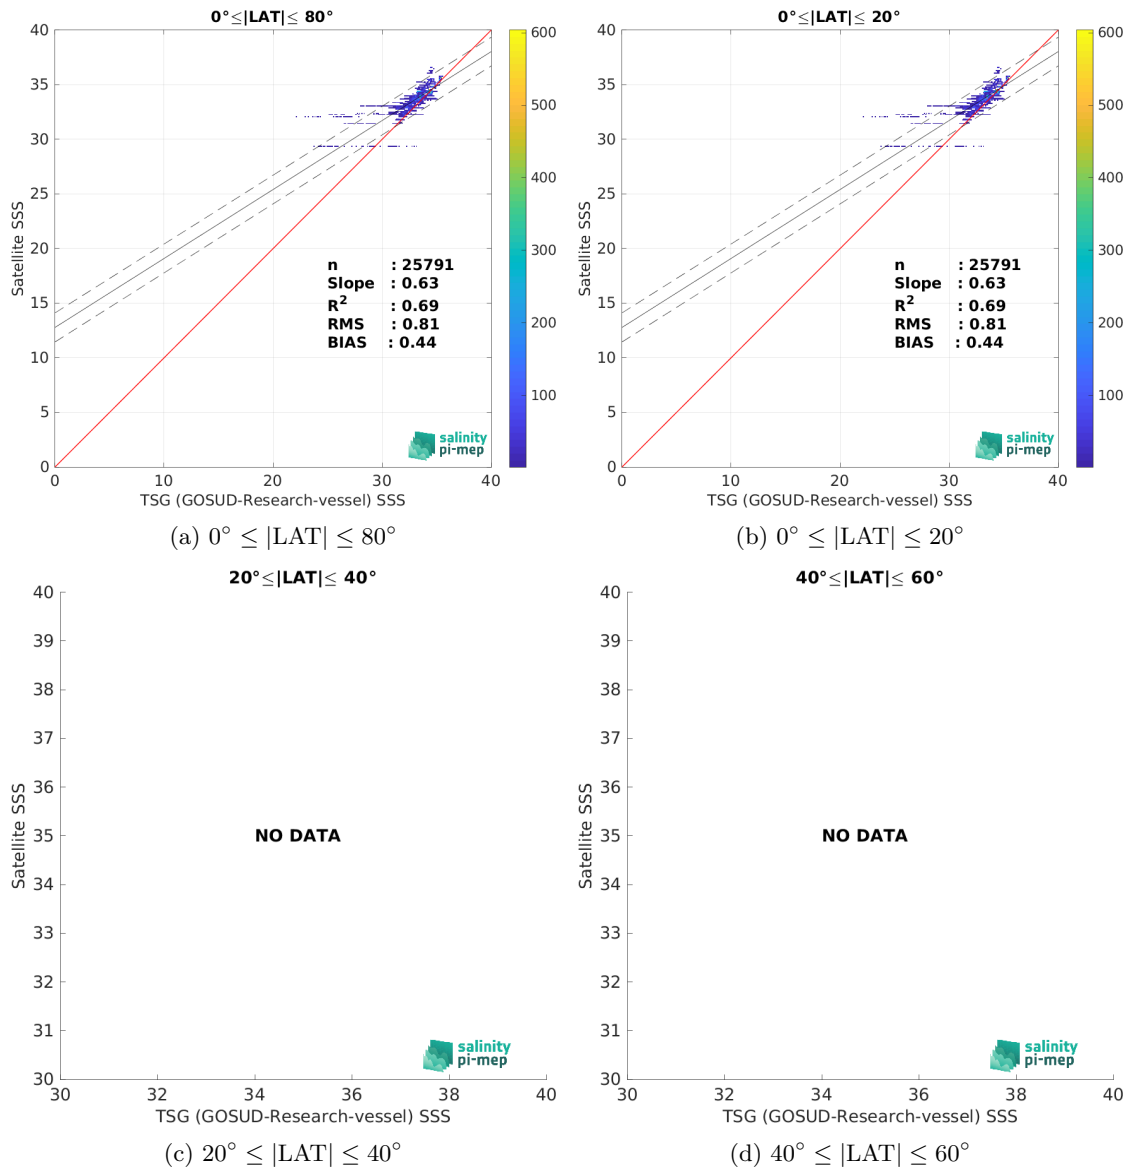 0°≤|LAT|≤ 80°
40
35
30
25
20
15
10
5
0
Satellite SSS
n : 25791
Slope : 0.63
R² : 0.69
RMS : 0.81
BIAS : 0.44
salinity
pi-mep
0 10 20 30 40
TSG (GOSUD-Research-vessel) SSS
600
500
400
300
200
100
(a) 0° ≤ |LAT| ≤ 80°
0°≤|LAT|≤ 20°
40
35
30
25
20
15
10
5
0
Satellite SSS
n : 25791
Slope : 0.63
R² : 0.69
RMS : 0.81
BIAS : 0.44
salinity
pi-mep
0 10 20 30 40
TSG (GOSUD-Research-vessel) SSS
600
500
400
300
200
100
(b) 0° ≤ |LAT| ≤ 20°
20°≤|LAT|≤ 40°
40
39
38
37
36
35
34
33
32
31
30
Satellite SSS
NO DATA
salinity
pi-mep
30 32 34 36 38 40
TSG (GOSUD-Research-vessel) SSS
(c) 20° ≤ |LAT| ≤ 40°
40°≤|LAT|≤ 60°
40
39
38
37
36
35
34
33
32
31
30
Satellite SSS
NO DATA
salinity
pi-mep
30 32 34 36 38 40
TSG (GOSUD-Research-vessel) SSS
(d) 40° ≤ |LAT| ≤ 60°